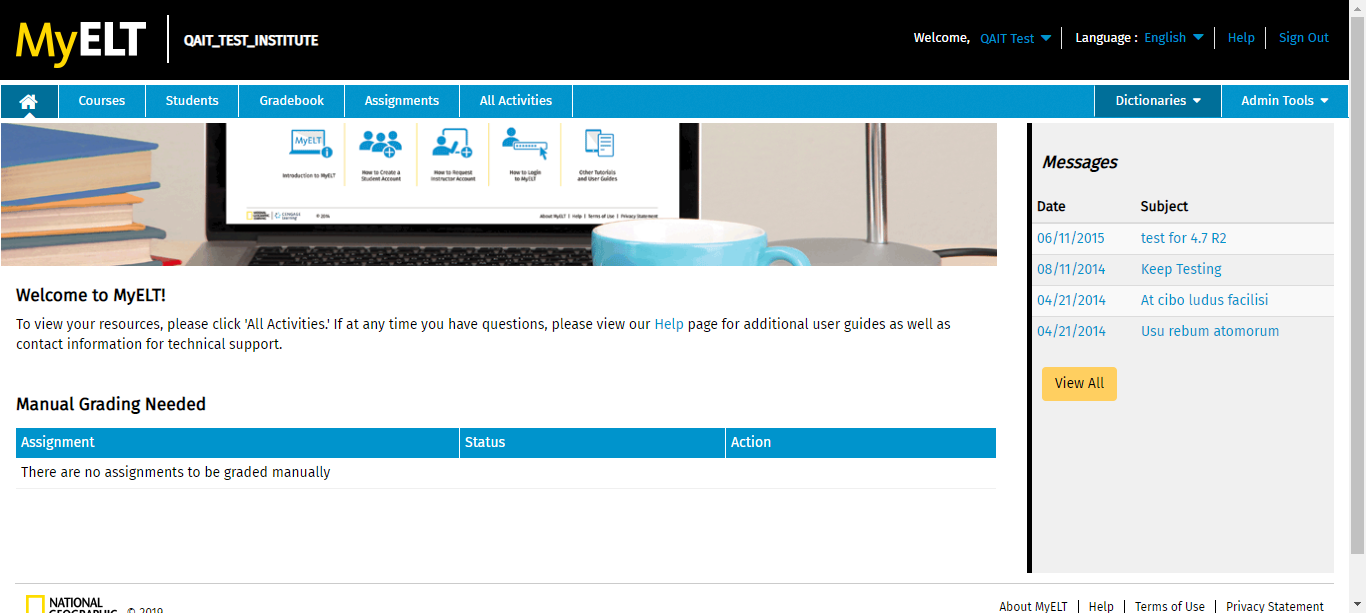 MyELT QAIT_TEST_INSTITUTE
Welcome, QAIT Test Language : English Help Sign Out
Courses Students Gradebook Assignments All Activities Dictionaries Admin Tools
MyELT
Introduction to MyELT
How to Create a
Student Account
How to Request
Instructor Account
How to Login
to MyELT
Other Tutorials
and User Guides
© 2016
About MyELT | Help | Terms of Use | Privacy Statement
Welcome to MyELT!
To view your resources, please click 'All Activities.' If at any time you have questions, please view our Help page for additional user guides as well as
contact information for technical support.
Manual Grading Needed
Assignment Status Action
There are no assignments to be graded manually
Messages
Date Subject
06/11/2015 test for 4.7 R2
08/11/2014 Keep Testing
04/21/2014 At cibo ludus facilisi
04/21/2014 Usu rebum atomorum
View All
NATIONAL
GEOGRAPHIC © 2019
About MyELT | Help | Terms of Use | Privacy Statement